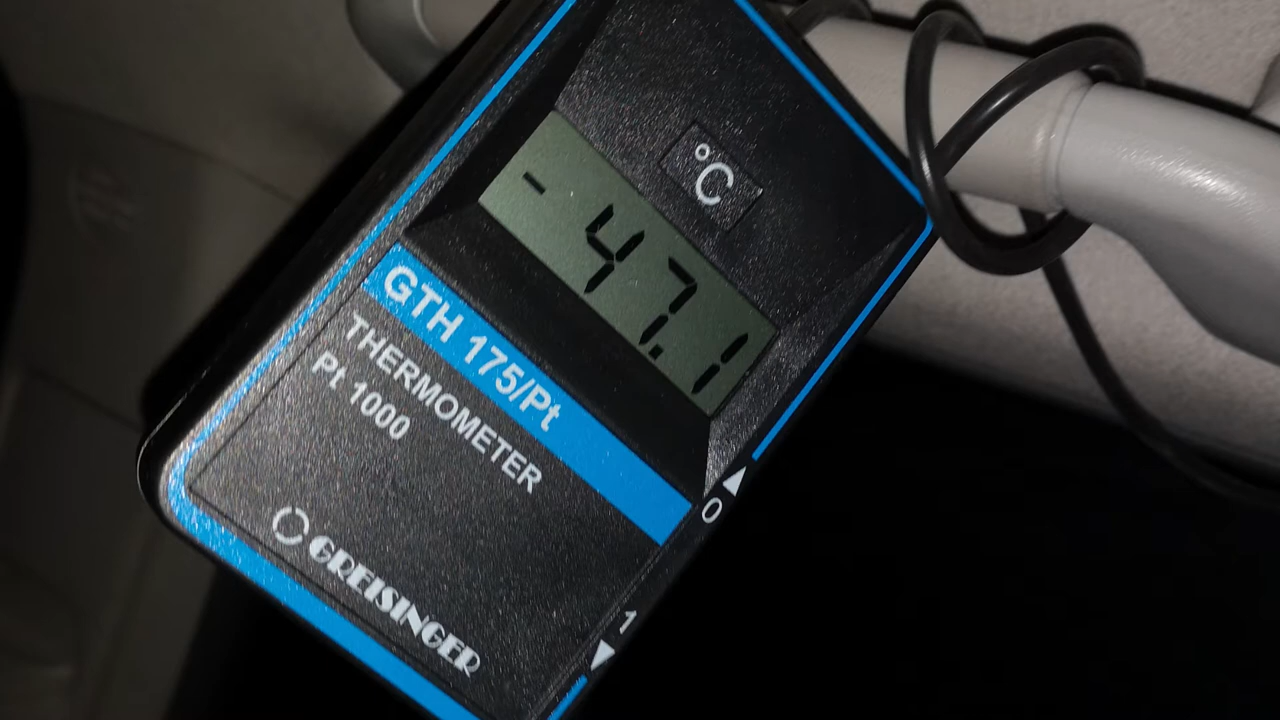 °C
- 47.1
GTH 175/Pt
THERMOMETER
Pt 1000
GREISINGER
0
1